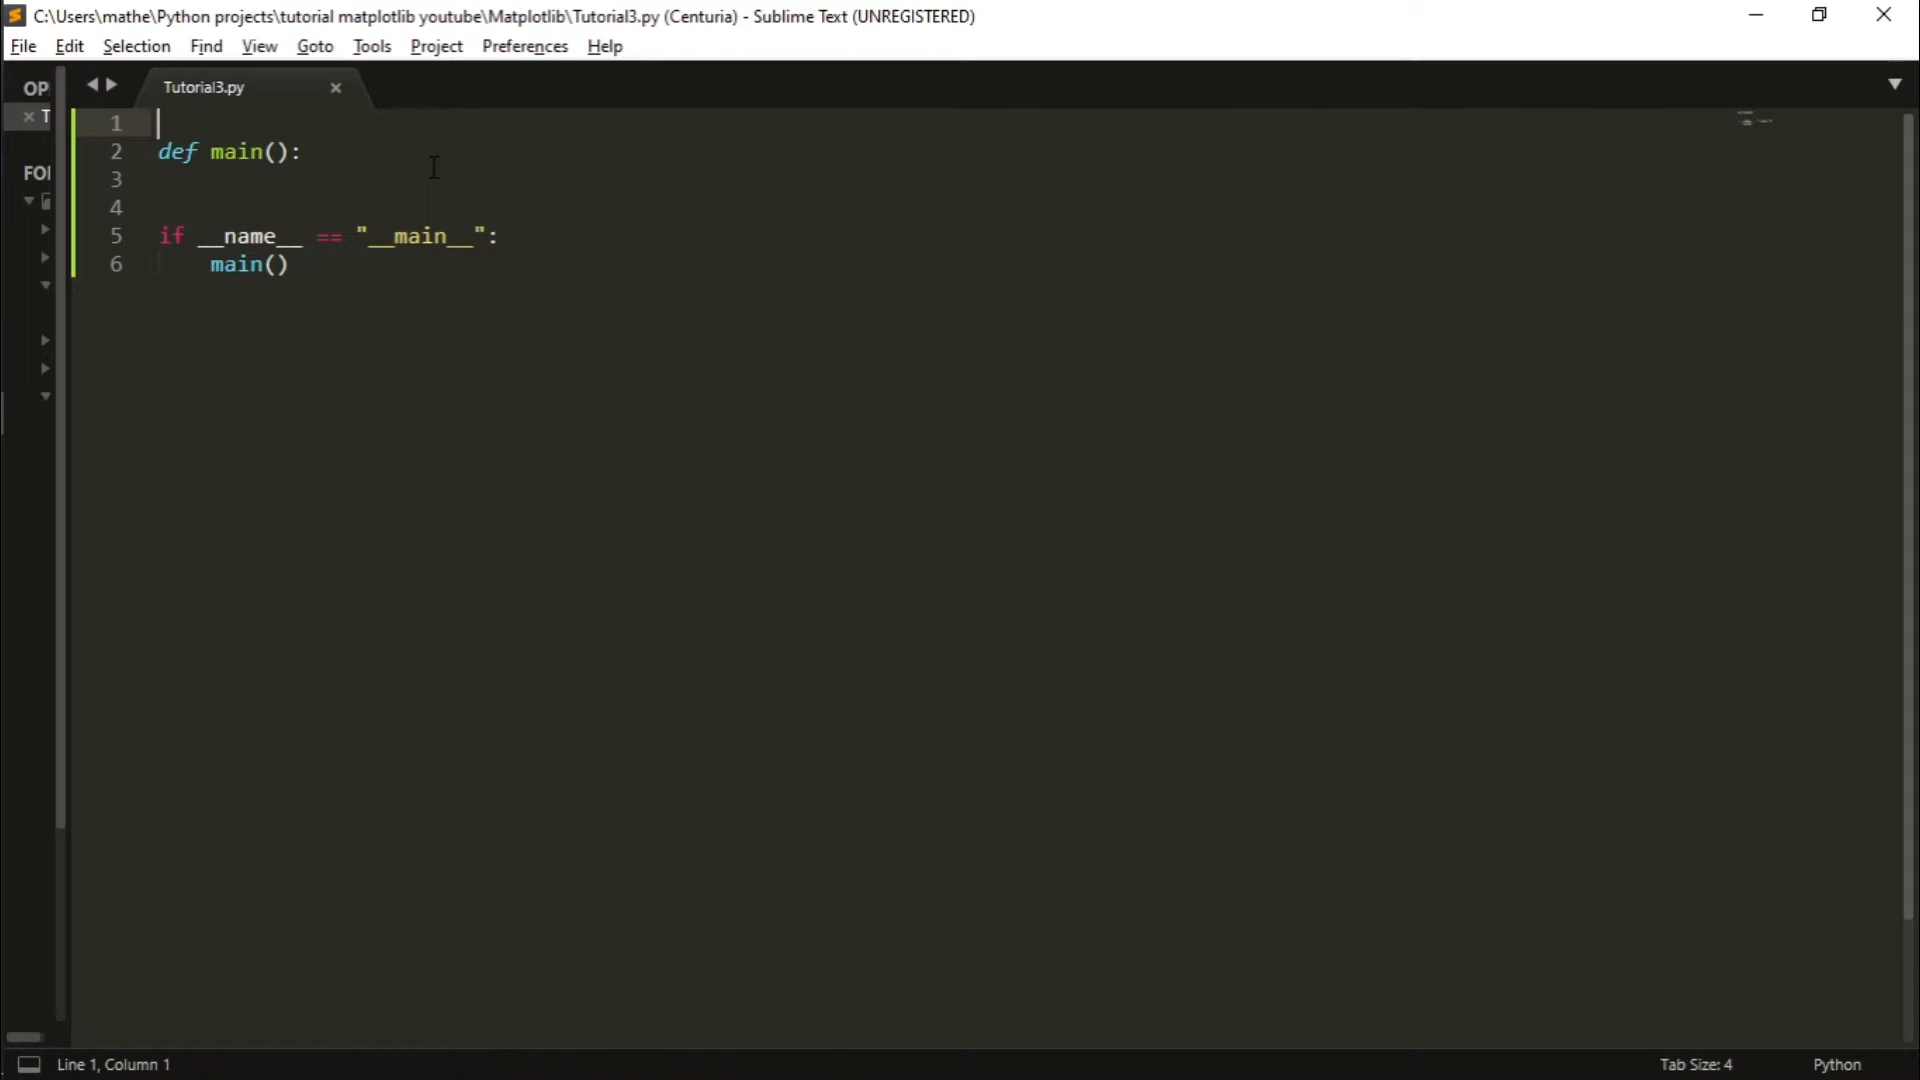 C:\Users\mathe\Python projects\tutorial matplotlib youtube\Matplotlib\Tutorial3.py (Centuria) - Sublime Text (UNREGISTERED)
File Edit Selection Find View Goto Tools Project Preferences Help
OP
Tutorial3.py
T
FO
1
2 def main():
3
4
5 if __name__ == "__main__":
6 main()
Line 1, Column 1
Tab Size: 4
Python